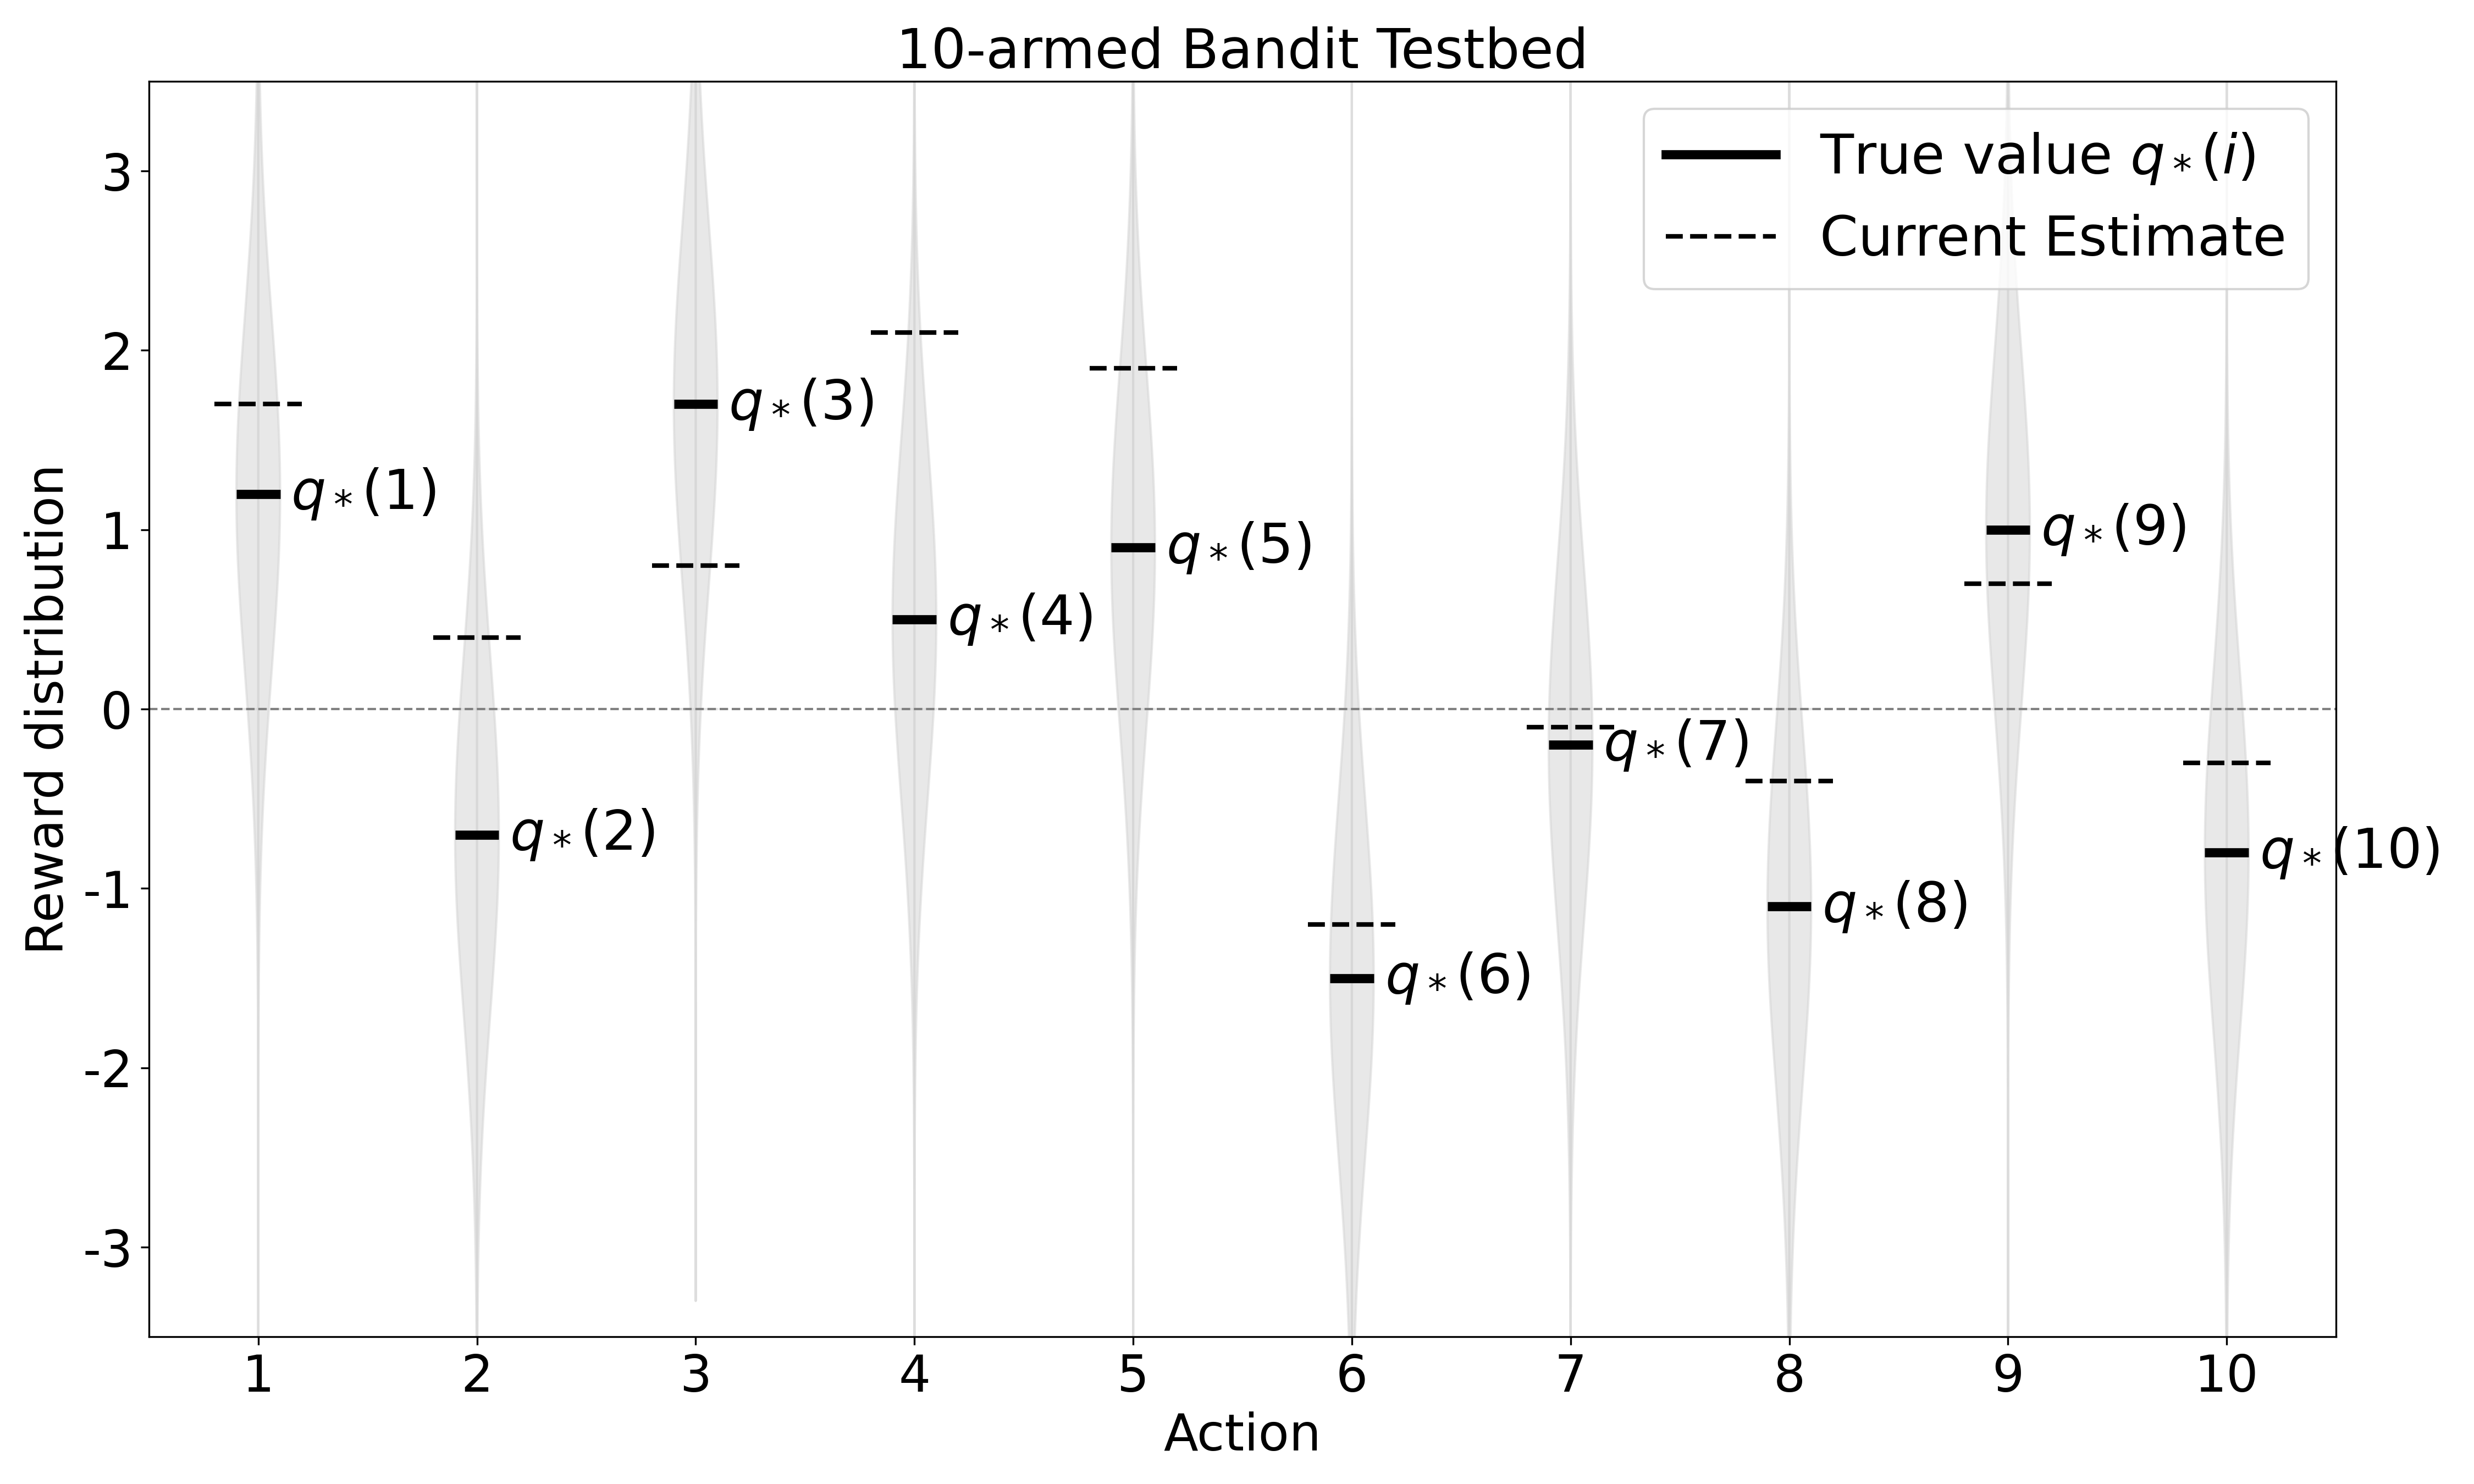 10-armed Bandit Testbed
True value q*(i)
Current Estimate
Reward distribution
3
2
1
0
-1
-2
-3
q*(1)
q*(2)
q*(3)
q*(4)
q*(5)
q*(6)
q*(7)
q*(8)
q*(9)
q*(10)
1 2 3 4 5 6 7 8 9 10
Action